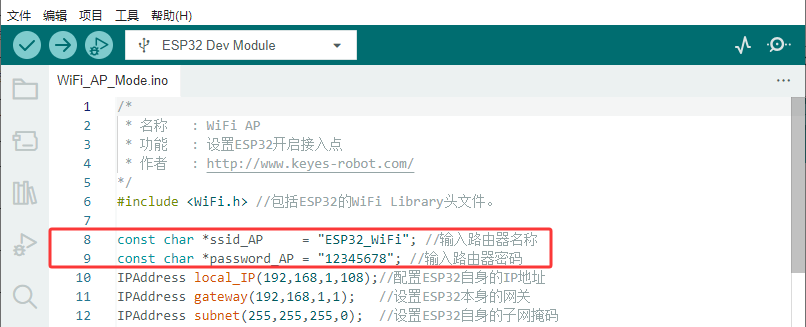 文件 编辑 项目 工具 帮助(H)
ESP32 Dev Module
WiFi_AP_Mode.ino
1 /*
2 * 名称 : WiFi AP
3 * 功能 : 设置ESP32开启接入点
4 * 作者 : http://www.keyes-robot.com/
5 */
6 #include <WiFi.h> //包括ESP32的WiFi Library头文件。
7
8 const char *ssid_AP = "ESP32_WiFi"; //输入路由器名称
9 const char *password_AP = "12345678"; //输入路由器密码
10 IPAddress local_IP(192,168,1,108);//配置ESP32自身的IP地址
11 IPAddress gateway(192,168,1,1); //设置ESP32本身的网关
12 IPAddress subnet(255,255,255,0); //设置ESP32自身的子网掩码